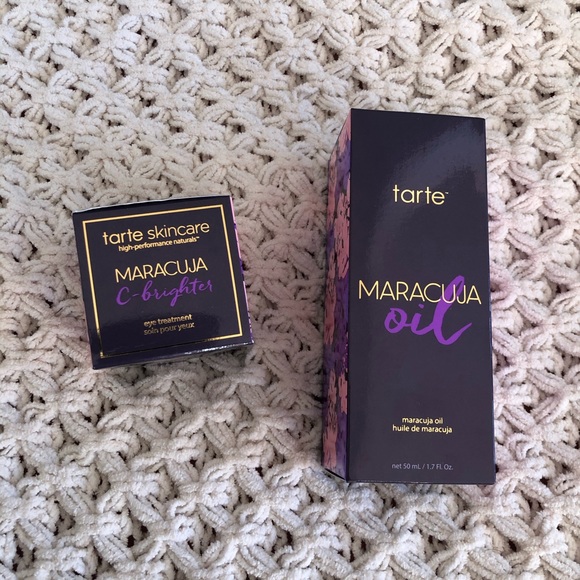 tarte skincare
high-performance naturals™
MARACUJA
C-brighter
eye treatment
soin pour yeux
tarte™
MARACUJA
oil
maracuja oil
huile de maracuja
net 50 mL / 1.7 Fl. Oz.